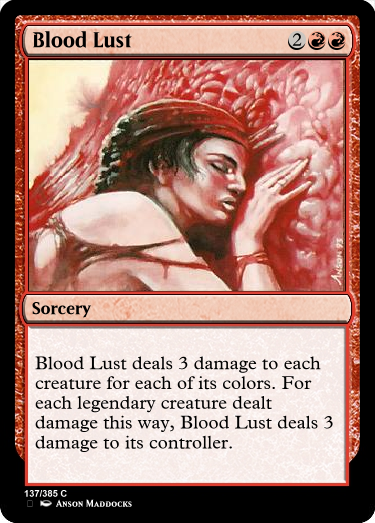 Blood Lust 2
Sorcery
Blood Lust deals 3 damage to each
creature for each of its colors. For
each legendary creature dealt
damage this way, Blood Lust deals 3
damage to its controller.
137/385 C
Anson Maddocks